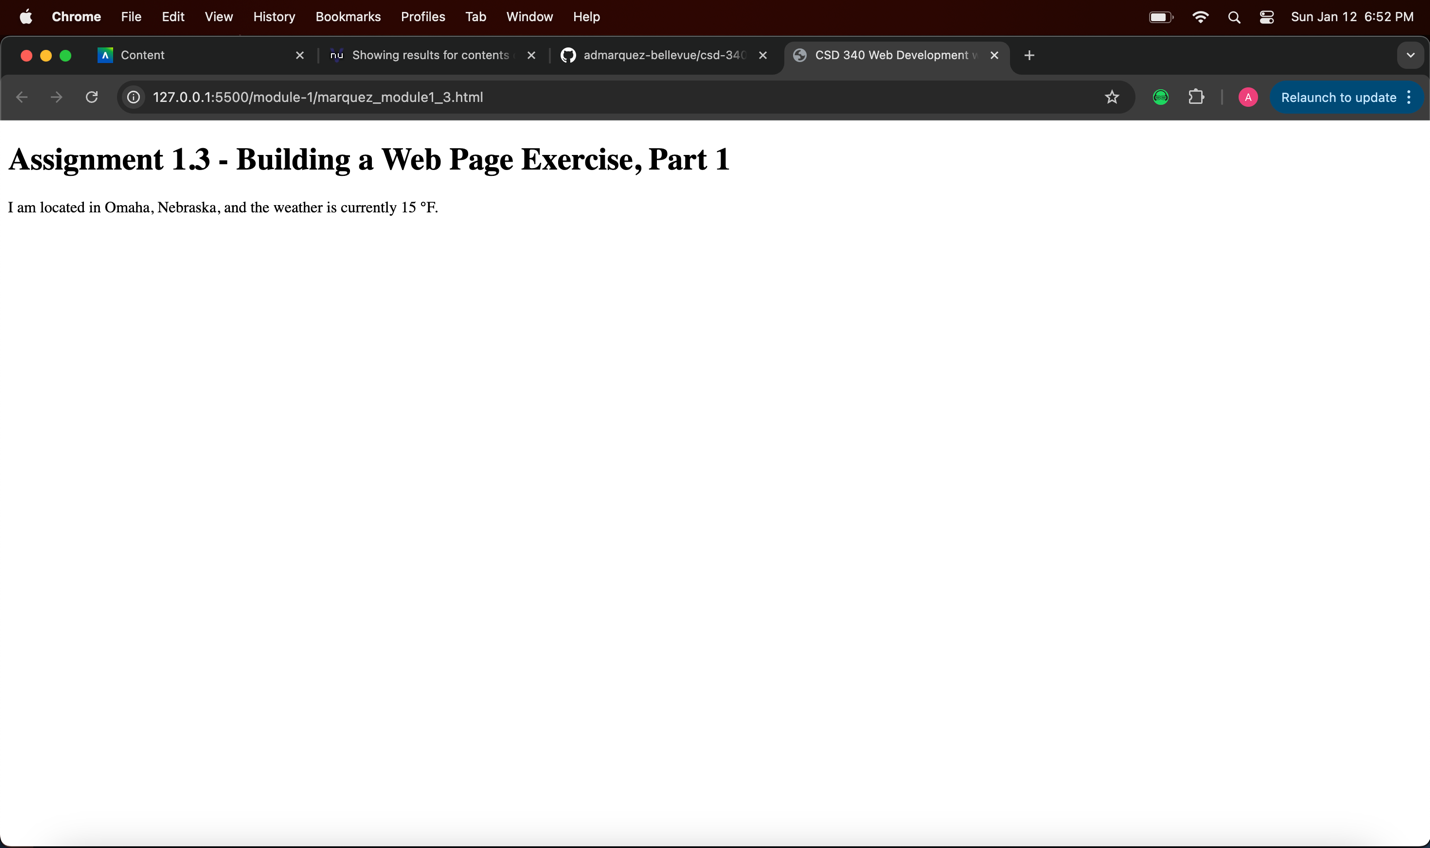 Chrome File Edit View History Bookmarks Profiles Tab Window Help Sun Jan 12 6:52 PM
Content nu Showing results for contents admarquez-bellevue/csd-340 CSD 340 Web Development
127.0.0.1:5500/module-1/marquez_module1_3.html A Relaunch to update
Assignment 1.3 - Building a Web Page Exercise, Part 1
I am located in Omaha, Nebraska, and the weather is currently 15 °F.